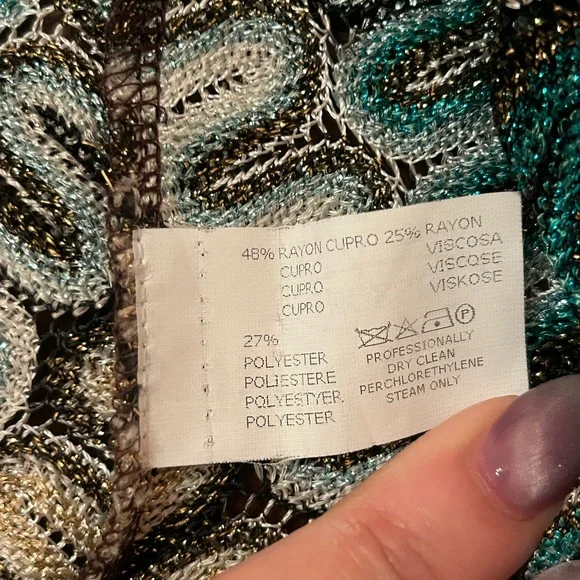 48% RAYON CUPRO 25% RAYON
CUPRO VISCOSA
CUPRO VISCOSE
CUPRO VISKOSE
27%
POLYESTER
POLIESTERE
POLYESTYER.
POLYESTER
P
PROFESSIONALLY
DRY CLEAN
PERCHLORETHYLENE
STEAM ONLY